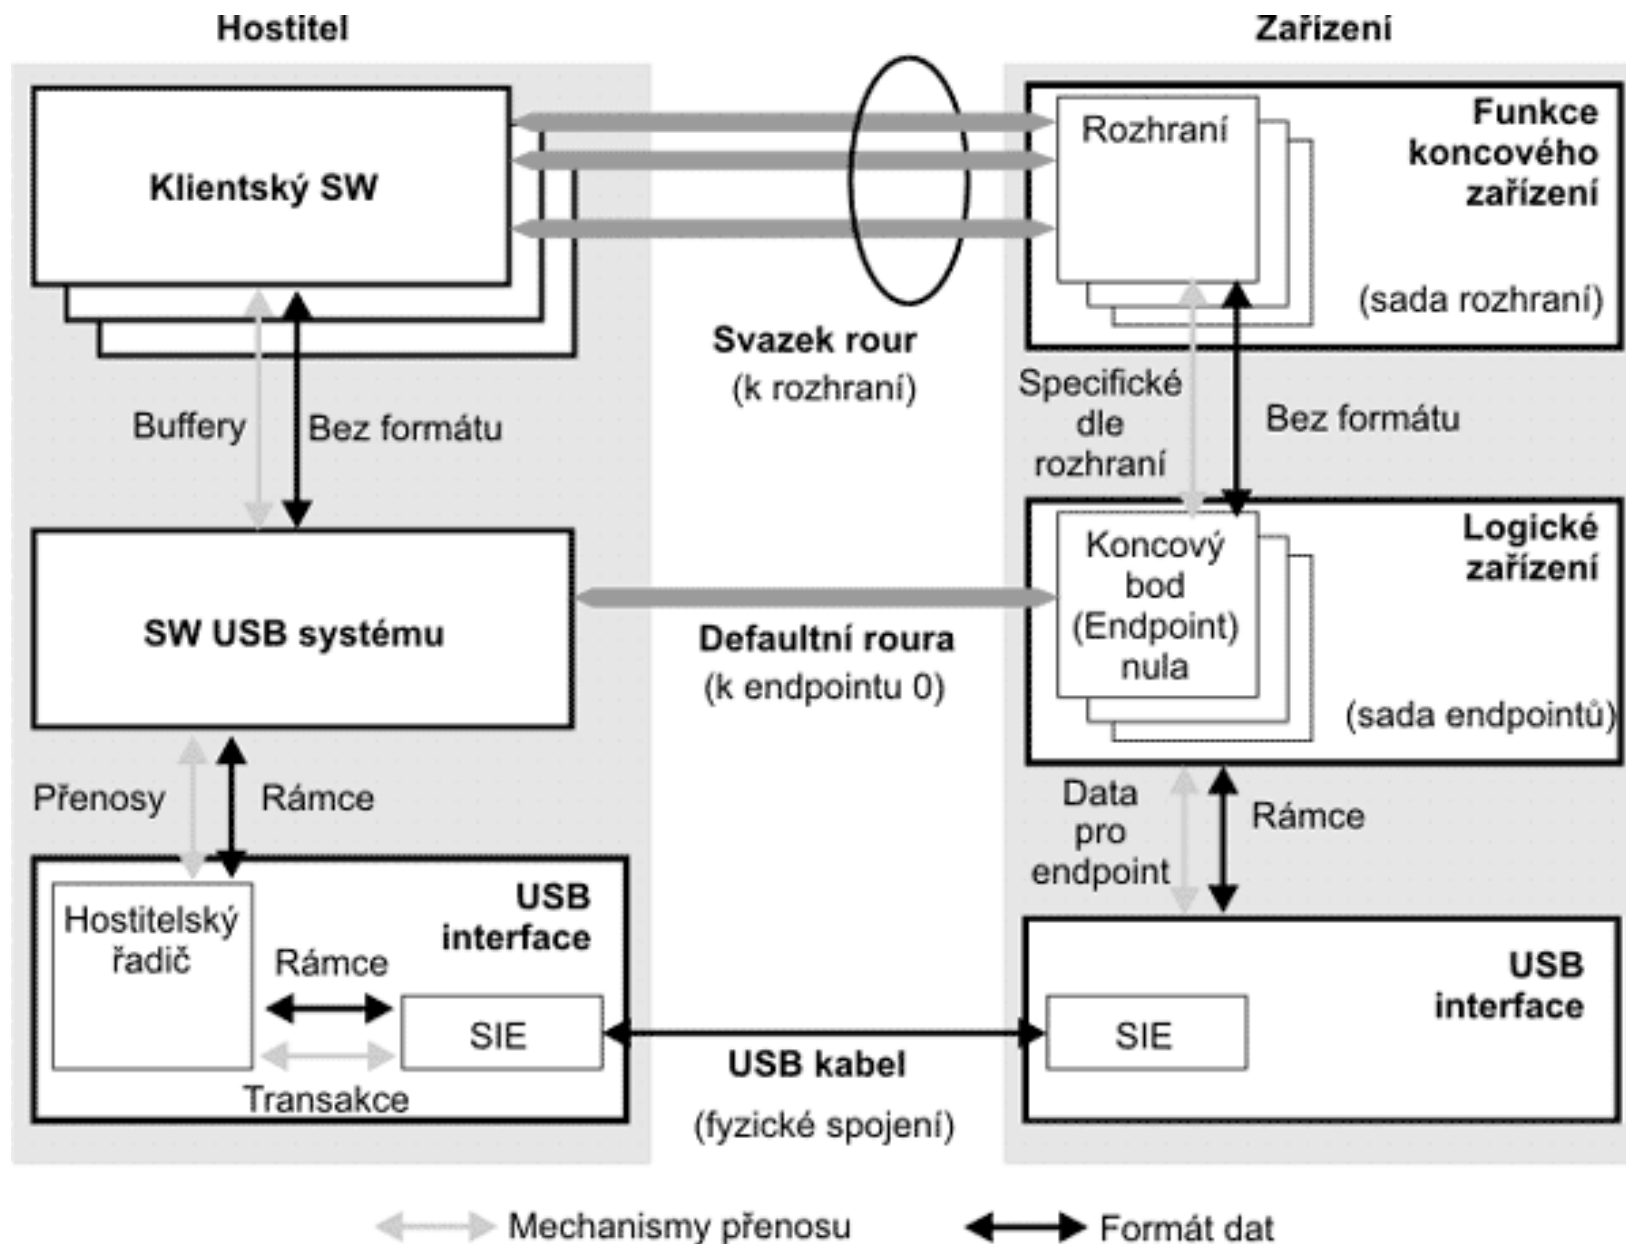 Hostitel
Zařízení
Klientský SW
Rozhraní
Funkce
koncového
zařízení
(sada rozhraní)
Svazek rour
(k rozhraní)
Buffery
Bez formátu
Specifické
dle
rozhraní
Bez formátu
SW USB systému
Defaultní roura
(k endpointu 0)
Koncový
bod
(Endpoint)
nula
Logické
zařízení
(sada endpointů)
Přenosy
Rámce
Data
pro
endpoint
Rámce
Hostitelský
řadič
USB
interface
Rámce
SIE
Transakce
USB kabel
(fyzické spojení)
SIE
USB
interface
Mechanismy přenosu
Formát dat